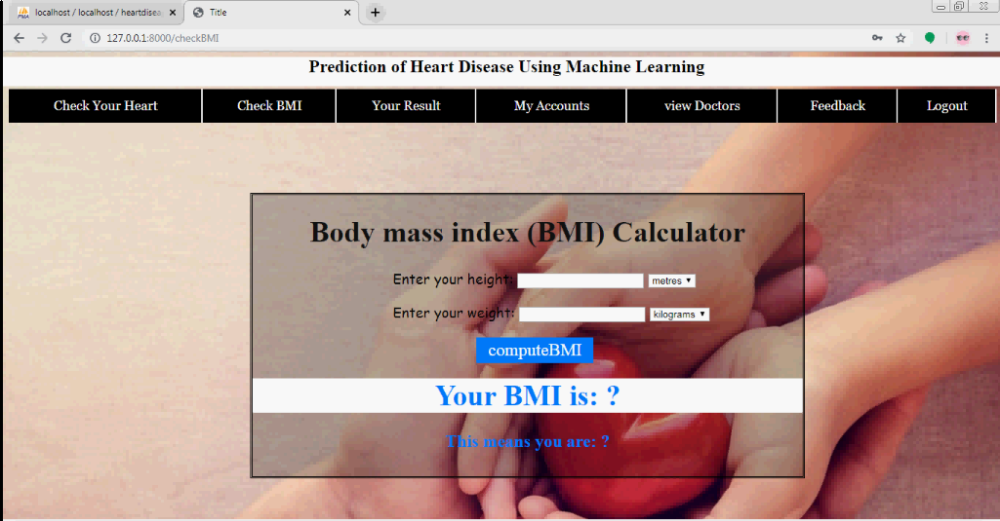 localhost / localhost / heartdisea
Title
127.0.0.1:8000/checkBMI
Prediction of Heart Disease Using Machine Learning
Check Your Heart
Check BMI
Your Result
My Accounts
view Doctors
Feedback
Logout
Body mass index (BMI) Calculator
Enter your height: metres
Enter your weight: kilograms
computeBMI
Your BMI is: ?
This means you are: ?